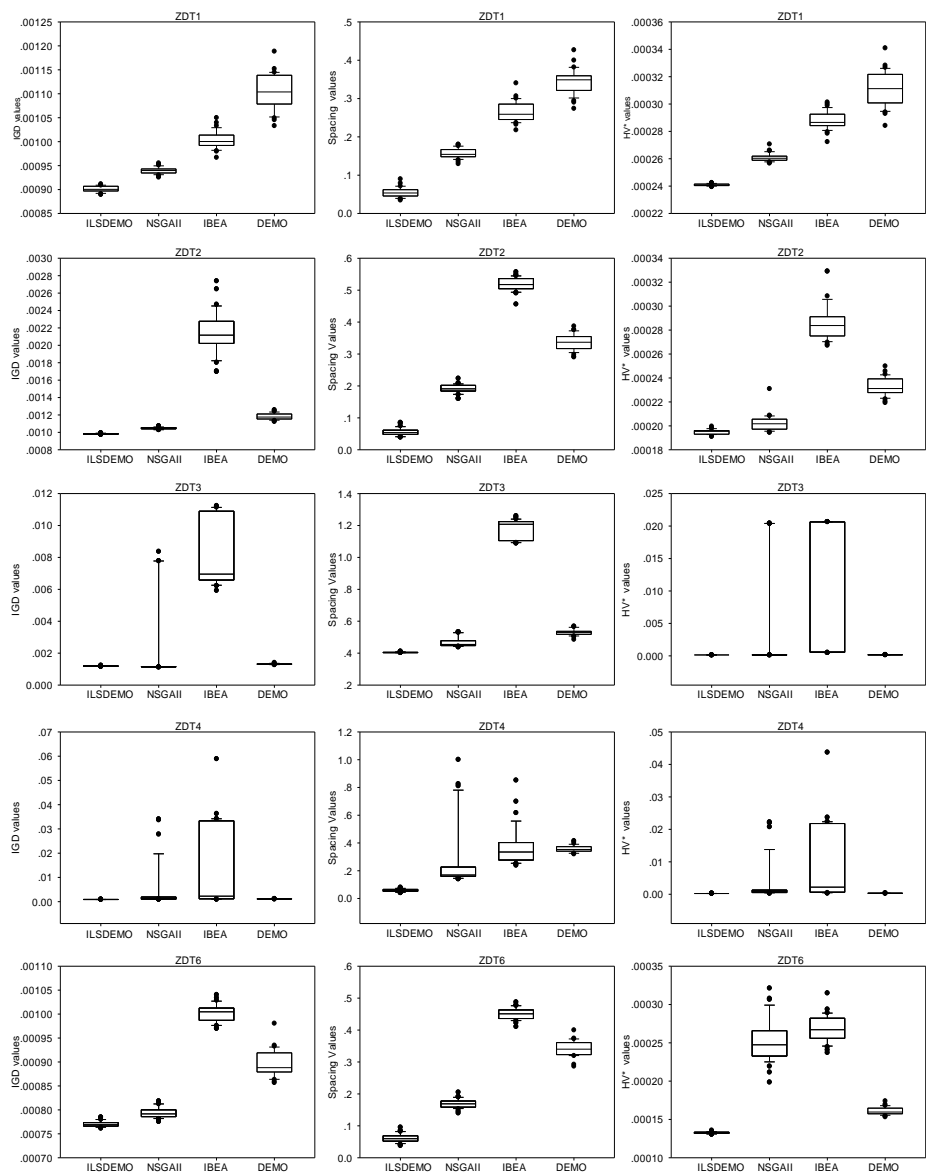 ZDT1
IGD values
.00125
.00120
.00115
.00110
.00105
.00100
.00095
.00090
.00085
ILSDEMO NSGAII IBEA DEMO
ZDT1
Spacing values
.5
.4
.3
.2
.1
0.0
ILSDEMO NSGAII IBEA DEMO
ZDT1
HV* values
.00036
.00034
.00032
.00030
.00028
.00026
.00024
.00022
ILSDEMO NSGAII IBEA DEMO
ZDT2
IGD values
.0030
.0028
.0026
.0024
.0022
.0020
.0018
.0016
.0014
.0012
.0010
.0008
ILSDEMO NSGAII IBEA DEMO
ZDT2
Spacing Values
.6
.5
.4
.3
.2
.1
0.0
ILSDEMO NSGAII IBEA DEMO
ZDT2
HV* values
.00034
.00032
.00030
.00028
.00026
.00024
.00022
.00020
.00018
ILSDEMO NSGAII IBEA DEMO
ZDT3
IGD values
.012
.010
.008
.006
.004
.002
0.000
ILSDEMO NSGAII IBEA DEMO
ZDT3
Spacing Values
1.4
1.2
1.0
.8
.6
.4
.2
ILSDEMO NSGAII IBEA DEMO
ZDT3
HV* values
.025
.020
.015
.010
.005
0.000
ILSDEMO NSGAII IBEA DEMO
ZDT4
IGD values
.07
.06
.05
.04
.03
.02
.01
0.00
ILSDEMO NSGAII IBEA DEMO
ZDT4
Spacing Values
1.2
1.0
.8
.6
.4
.2
0.0
ILSDEMO NSGAII IBEA DEMO
ZDT4
HV* values
.05
.04
.03
.02
.01
0.00
ILSDEMO NSGAII IBEA DEMO
ZDT6
IGD values
.00110
.00105
.00100
.00095
.00090
.00085
.00080
.00075
.00070
ILSDEMO NSGAII IBEA DEMO
ZDT6
Spacing Values
.6
.5
.4
.3
.2
.1
0.0
ILSDEMO NSGAII IBEA DEMO
ZDT6
HV* values
.00035
.00030
.00025
.00020
.00015
.00010
ILSDEMO NSGAII IBEA DEMO